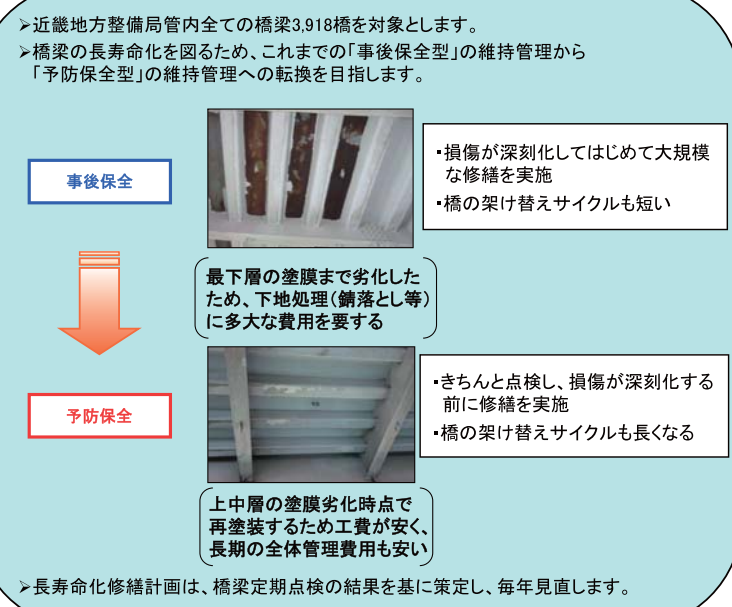 ➢近畿地方整備局管内全ての橋梁3,918橋を対象とします。
➢橋梁の長寿命化を図るため、これまでの「事後保全型」の維持管理から
「予防保全型」の維持管理への転換を目指します。
事後保全
・損傷が深刻化してはじめて大規模
な修繕を実施
・橋の架け替えサイクルも短い
最下層の塗膜まで劣化した
ため、下地処理(錆落とし等)
に多大な費用を要する
予防保全
・きちんと点検し、損傷が深刻化する
前に修繕を実施
・橋の架け替えサイクルも長くなる
上中層の塗膜劣化時点で
再塗装するため工費が安く、
長期の全体管理費用も安い
➢長寿命化修繕計画は、橋梁定期点検の結果を基に策定し、毎年見直します。